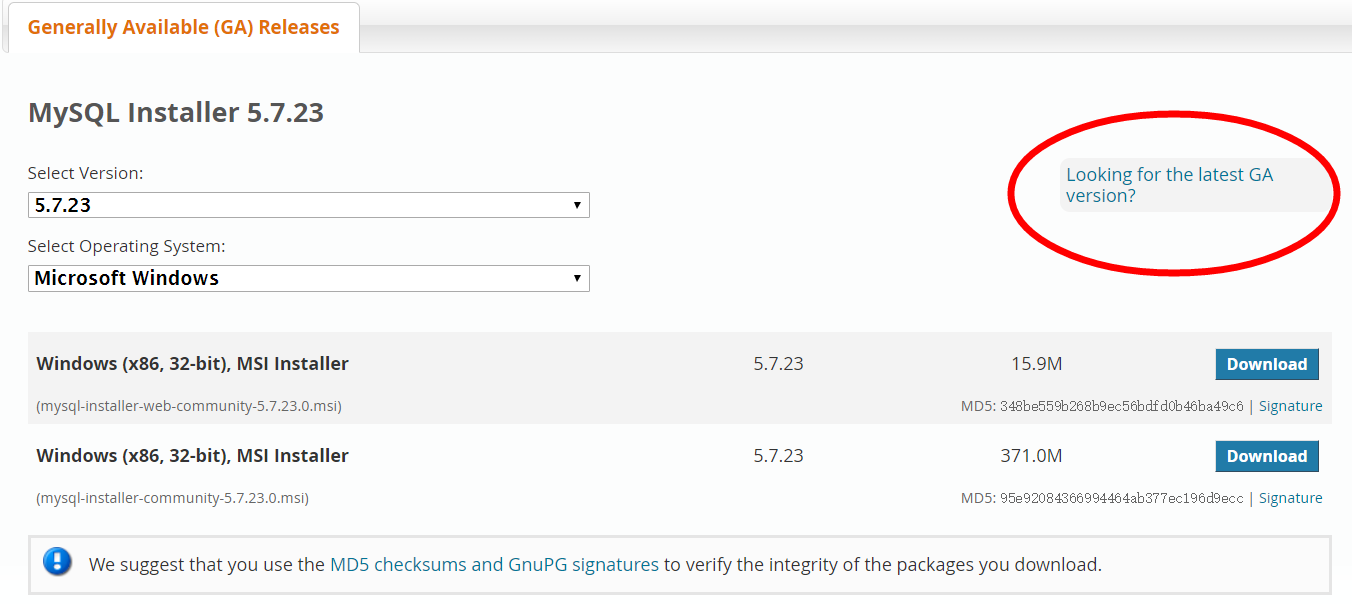 Generally Available (GA) Releases
MySQL Installer 5.7.23
Select Version:
5.7.23
Looking for the latest GA
version?
Select Operating System:
Microsoft Windows
Windows (x86, 32-bit), MSI Installer 5.7.23 15.9M Download
(mysql-installer-web-community-5.7.23.0.msi) MD5: 348be559b268b9ec56bdfd0b46ba49c6 | Signature
Windows (x86, 32-bit), MSI Installer 5.7.23 371.0M Download
(mysql-installer-community-5.7.23.0.msi) MD5: 95e92084366994464ab377ec196d9ecc | Signature
We suggest that you use the MD5 checksums and GnuPG signatures to verify the integrity of the packages you download.